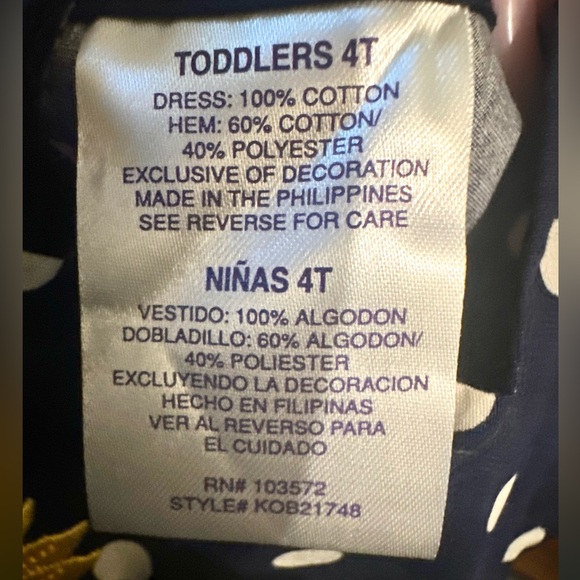 TODDLERS 4T
DRESS: 100% COTTON
HEM: 60% COTTON/
40% POLYESTER
EXCLUSIVE OF DECORATION
MADE IN THE PHILIPPINES
SEE REVERSE FOR CARE
NIÑAS 4T
VESTIDO: 100% ALGODON
DOBLADILLO: 60% ALGODON/
40% POLIESTER
EXCLUYENDO LA DECORACION
HECHO EN FILIPINAS
VER AL REVERSO PARA
EL CUIDADO
RN# 103572
STYLE# KOB21748